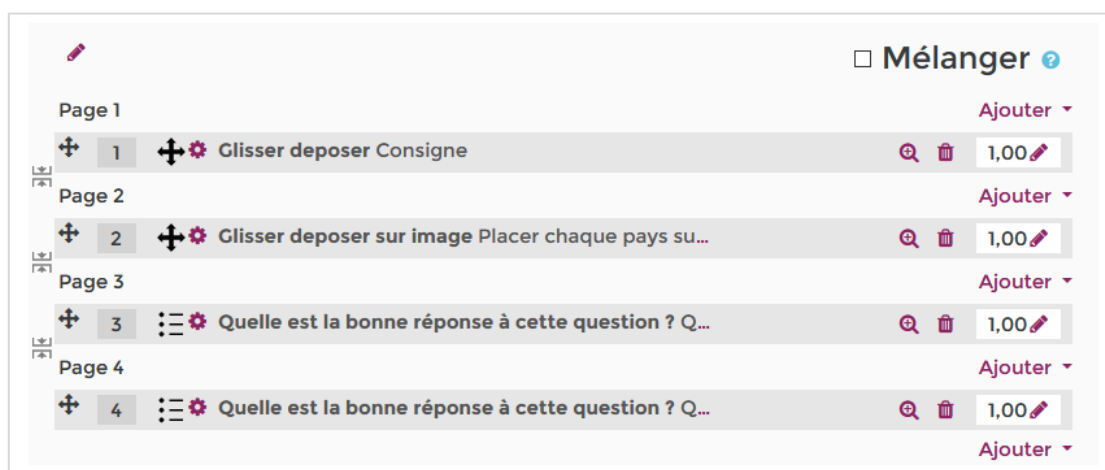 Mélanger ?
Page 1 Ajouter
1 Glisser deposer Consigne 1,00
Page 2 Ajouter
2 Glisser deposer sur image Placer chaque pays su... 1,00
Page 3 Ajouter
3 Quelle est la bonne réponse à cette question ? Q... 1,00
Page 4 Ajouter
4 Quelle est la bonne réponse à cette question ? Q... 1,00
Ajouter